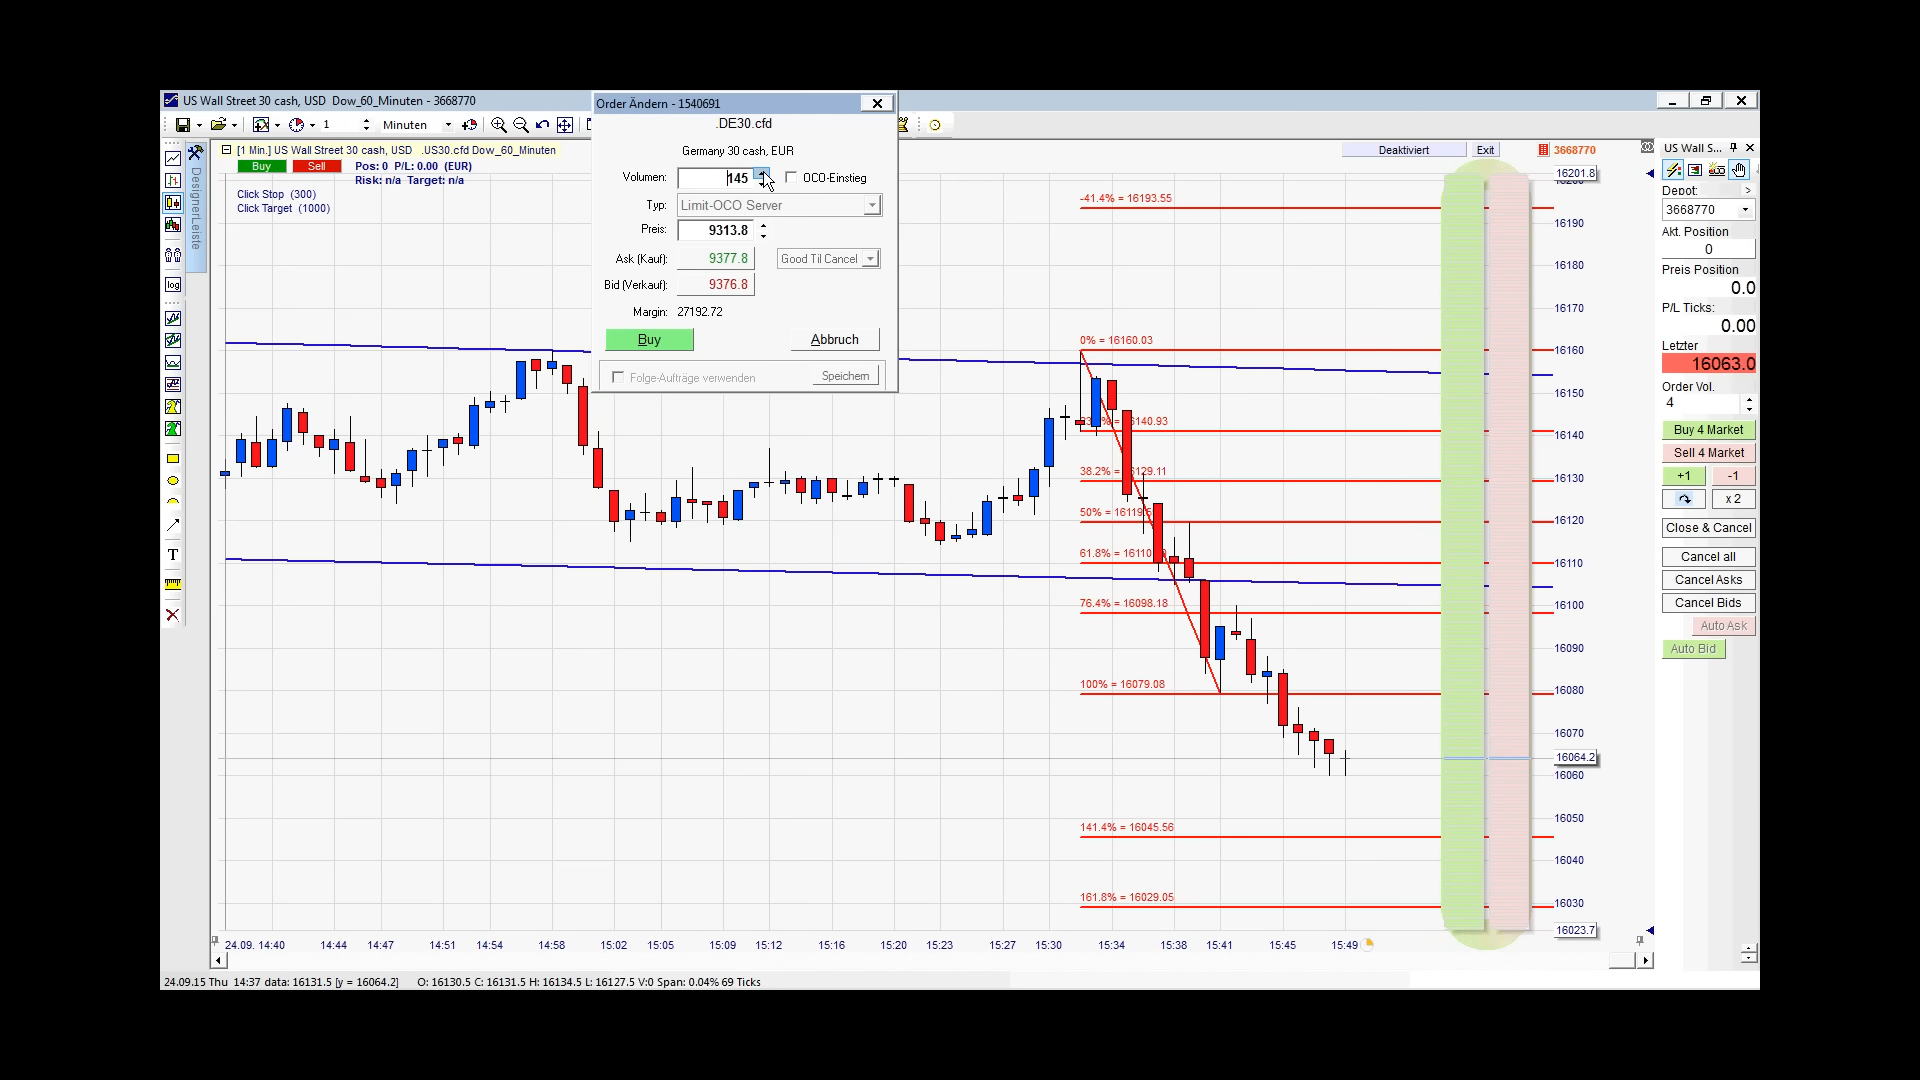 US Wall Street 30 cash, USD Dow_60_Minuten - 3668770
1 Minuten
Order Ändern - 1540691
.DE30.cfd
Germany 30 cash, EUR
Volumen: 145 OCO-Einstieg
Typ: Limit-OCO Server
Preis: 9313.8
Ask (Kauf): 9377.8 Good Til Cancel
Bid (Verkauf): 9376.8
Margin: 27192.72
Buy Abbruch
Folge-Aufträge verwenden Speichern
DesignerLeiste
log
T
[1 Min.] US Wall Street 30 cash, USD .US30.cfd Dow_60_Minuten
Buy Sell Pos: 0 P/L: 0.00 (EUR)
Risk: n/a Target: n/a
Click Stop (300)
Click Target (1000)
Deaktiviert Exit 3668770
-41.4% = 16193.55
0% = 16160.03
16140.93
38.2% = 16129.11
50% = 16119.5
61.8% = 16110
76.4% = 16098.18
100% = 16079.08
141.4% = 16045.56
161.8% = 16029.05
16201.8
16190
16180
16170
16160
16150
16140
16130
16120
16110
16100
16090
16080
16070
16064.2
16060
16050
16040
16030
16023.7
24.09. 14:40 14:44 14:47 14:51 14:54 14:58 15:02 15:05 15:09 15:12 15:16 15:20 15:23 15:27 15:30 15:34 15:38 15:41 15:45 15:49
24.09.15 Thu 14:37 data: 16131.5 [y = 16064.2] O: 16130.5 C: 16131.5 H: 16134.5 L: 16127.5 V:0 Span: 0.04% 69 Ticks
US Wall S...
Depot: >
3668770
Akt. Position
0
Preis Position
0.0
P/L Ticks:
0.00
Letzter
16063.0
Order Vol.
4
Buy 4 Market
Sell 4 Market
+1 -1
x 2
Close & Cancel
Cancel all
Cancel Asks
Cancel Bids
Auto Ask
Auto Bid